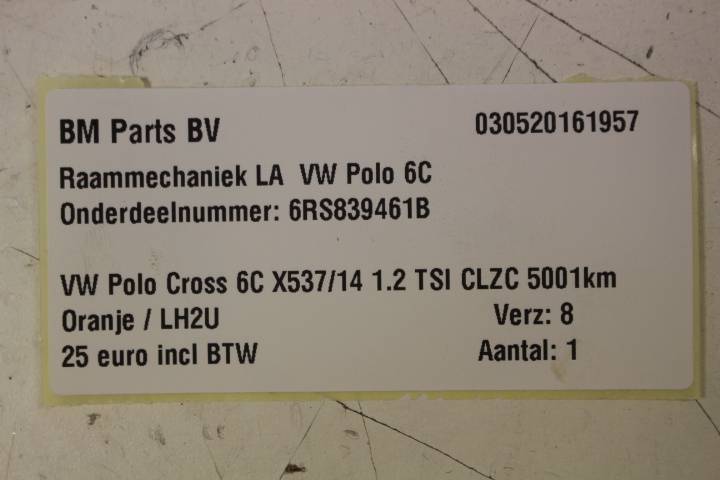 BM Parts BV 030520161957
Raammechaniek LA VW Polo 6C
Onderdeelnummer: 6RS839461B
VW Polo Cross 6C X537/14 1.2 TSI CLZC 5001km
Oranje / LH2U Verz: 8
25 euro incl BTW Aantal: 1